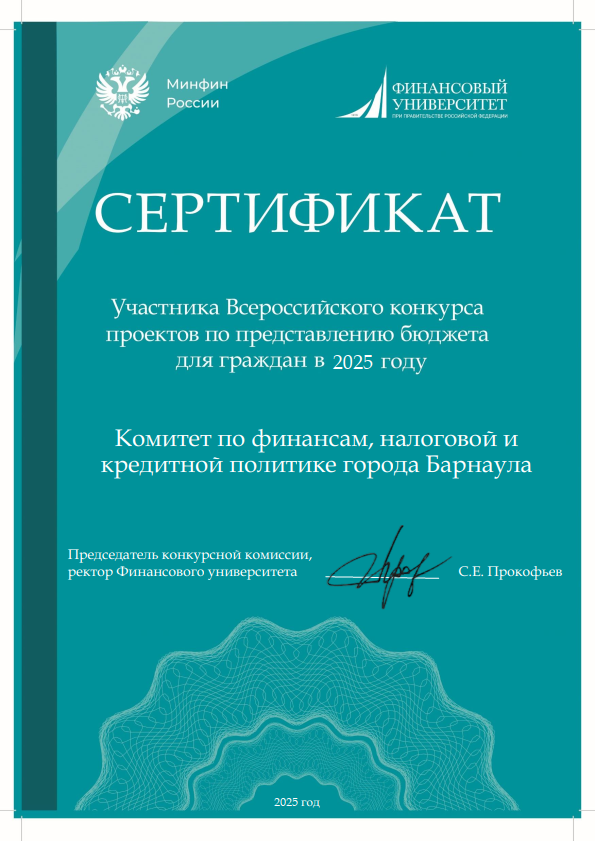 Минфин
России
ФИНАНСОВЫЙ
УНИВЕРСИТЕТ
ПРИ ПРАВИТЕЛЬСТВЕ РОССИЙСКОЙ ФЕДЕРАЦИИ
СЕРТИФИКАТ
Участника Всероссийского конкурса
проектов по представлению бюджета
для граждан в 2025 году
Комитет по финансам, налоговой и
кредитной политике города Барнаула
Председатель конкурсной комиссии,
ректор Финансового университета
С.Е. Прокофьев
2025 год